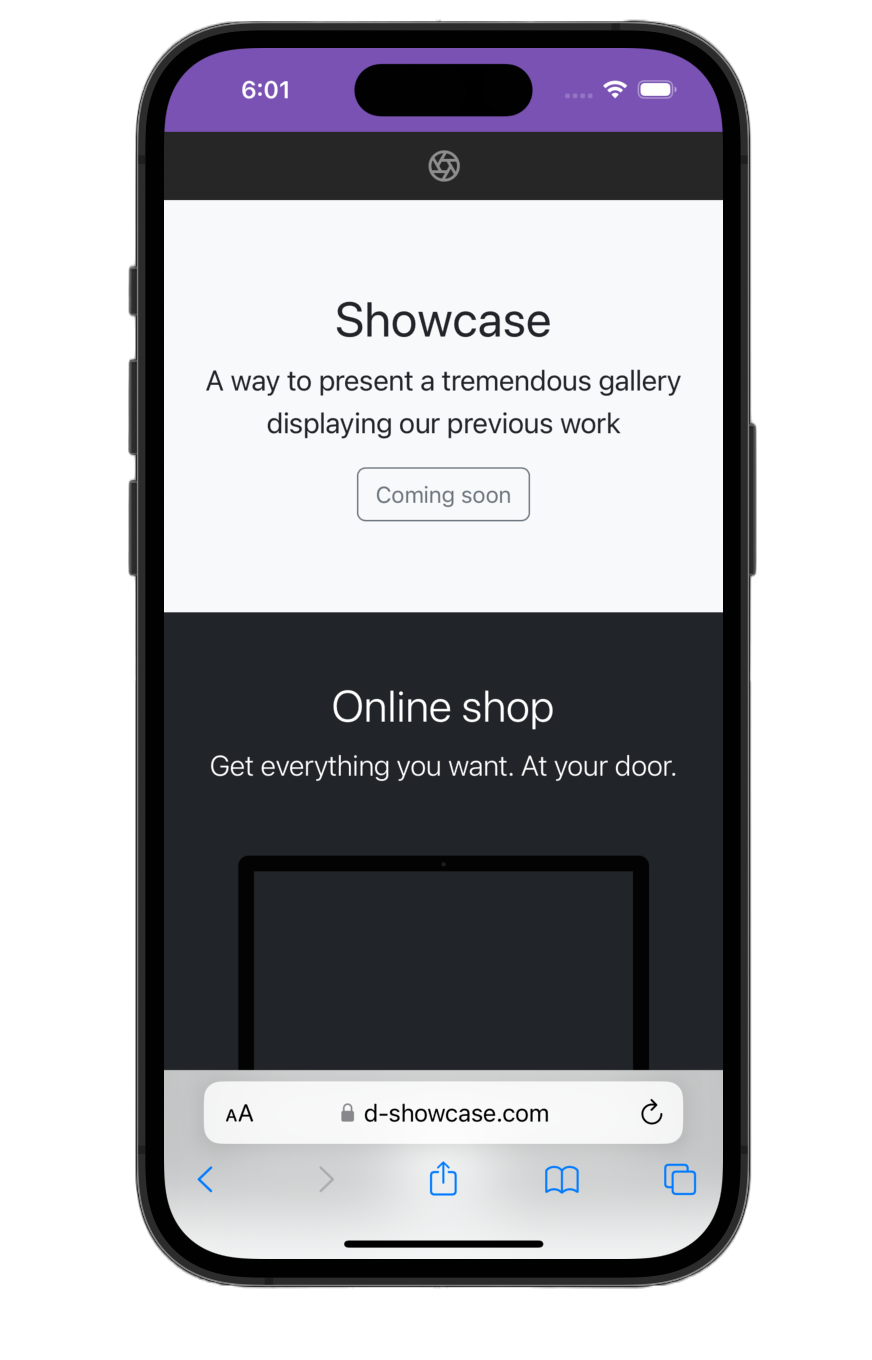 6:01
Showcase
A way to present a tremendous gallery
displaying our previous work
Coming soon
Online shop
Get everything you want. At your door.
AA d-showcase.com